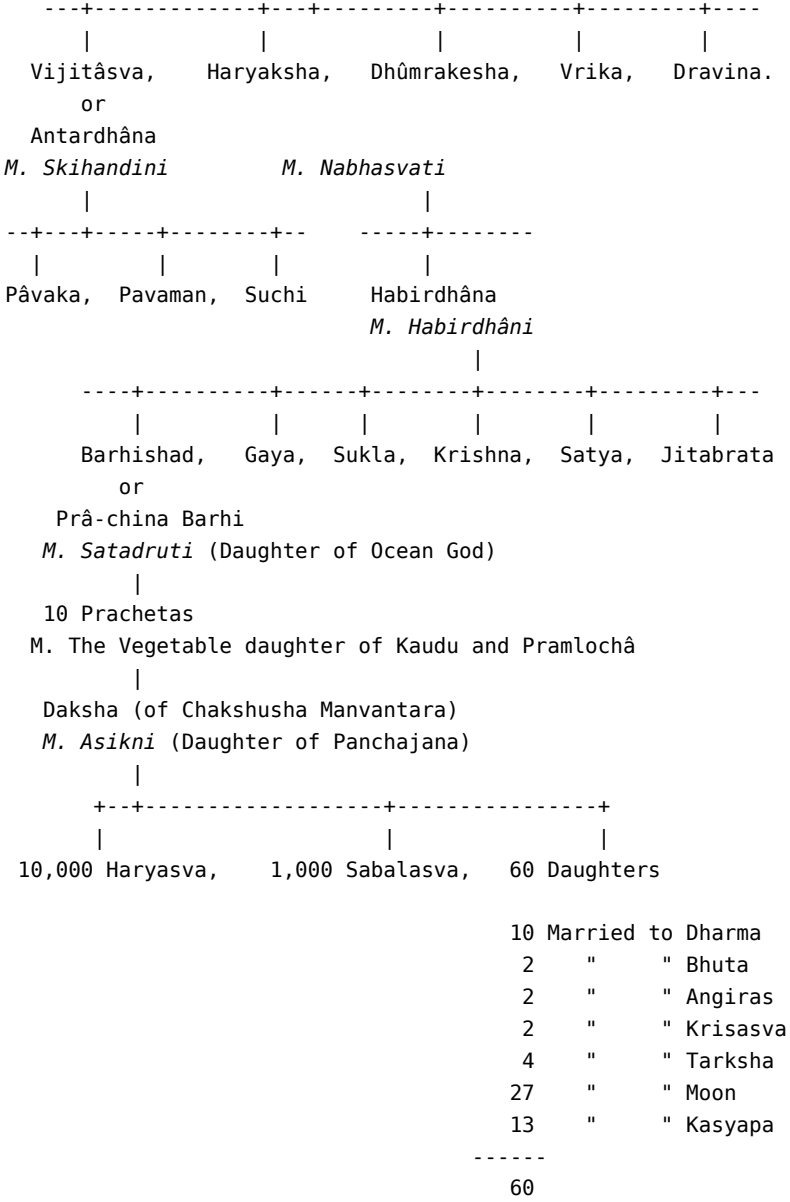 ---+-------------+---+---------+----------+---------+----
| | | | |
Vijitâsva, Haryaksha, Dhûmrakesha, Vrika, Dravina.
or
Antardhâna
M. Skihandini M. Nabhasvati
| |
--+---+-----+--------+-- -----+--------
| | | |
Pâvaka, Pavaman, Suchi Habirdhâna
M. Habirdhâni
|
----+----------+------+--------+--------+---------+---
| | | | | |
Barhishad, Gaya, Sukla, Krishna, Satya, Jitabrata
or
Prâ-china Barhi
M. Satadruti (Daughter of Ocean God)
|
10 Prachetas
M. The Vegetable daughter of Kaudu and Pramlochâ
|
Daksha (of Chakshusha Manvantara)
M. Asikni (Daughter of Panchajana)
|
+--+-------------------+----------------+
| | |
10,000 Haryasva, 1,000 Sabalasva, 60 Daughters
10 Married to Dharma
2 " " Bhuta
2 " " Angiras
2 " " Krisasva
4 " " Tarksha
27 " " Moon
13 " " Kasyapa
------
60